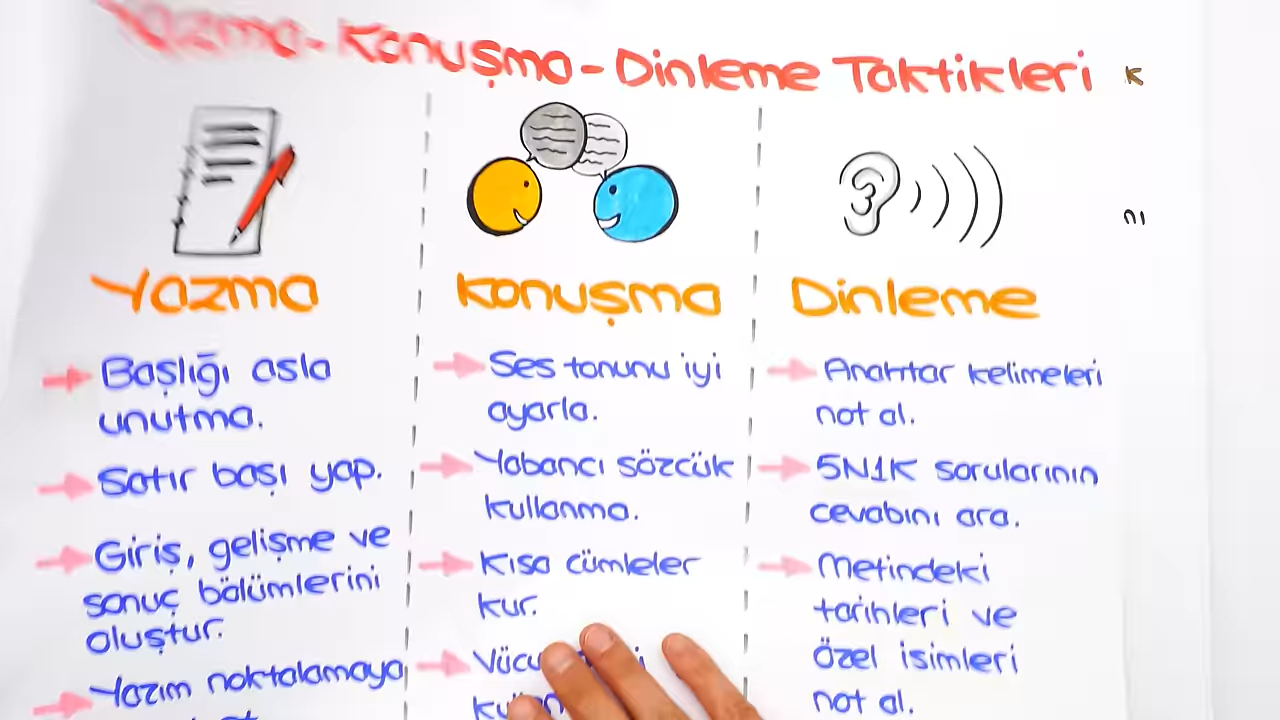 Yazma-Konuşma-Dinleme Taktikleri
K
nı
Yazma
Başlığı asla
unutma.
Satır başı yap.
Giriş, gelişme ve
sonuç bölümlerini
oluştur.
Yazım noktalamaya
Konuşma
Ses tonunu iyi
ayarla.
Yabancı sözcük
kullanma.
Kısa cümleler
kur.
Dinleme
Anahtar kelimeleri
not al.
5N1K sorularının
cevabını ara.
Metindeki
tarihleri ve
özel isimleri
not al.